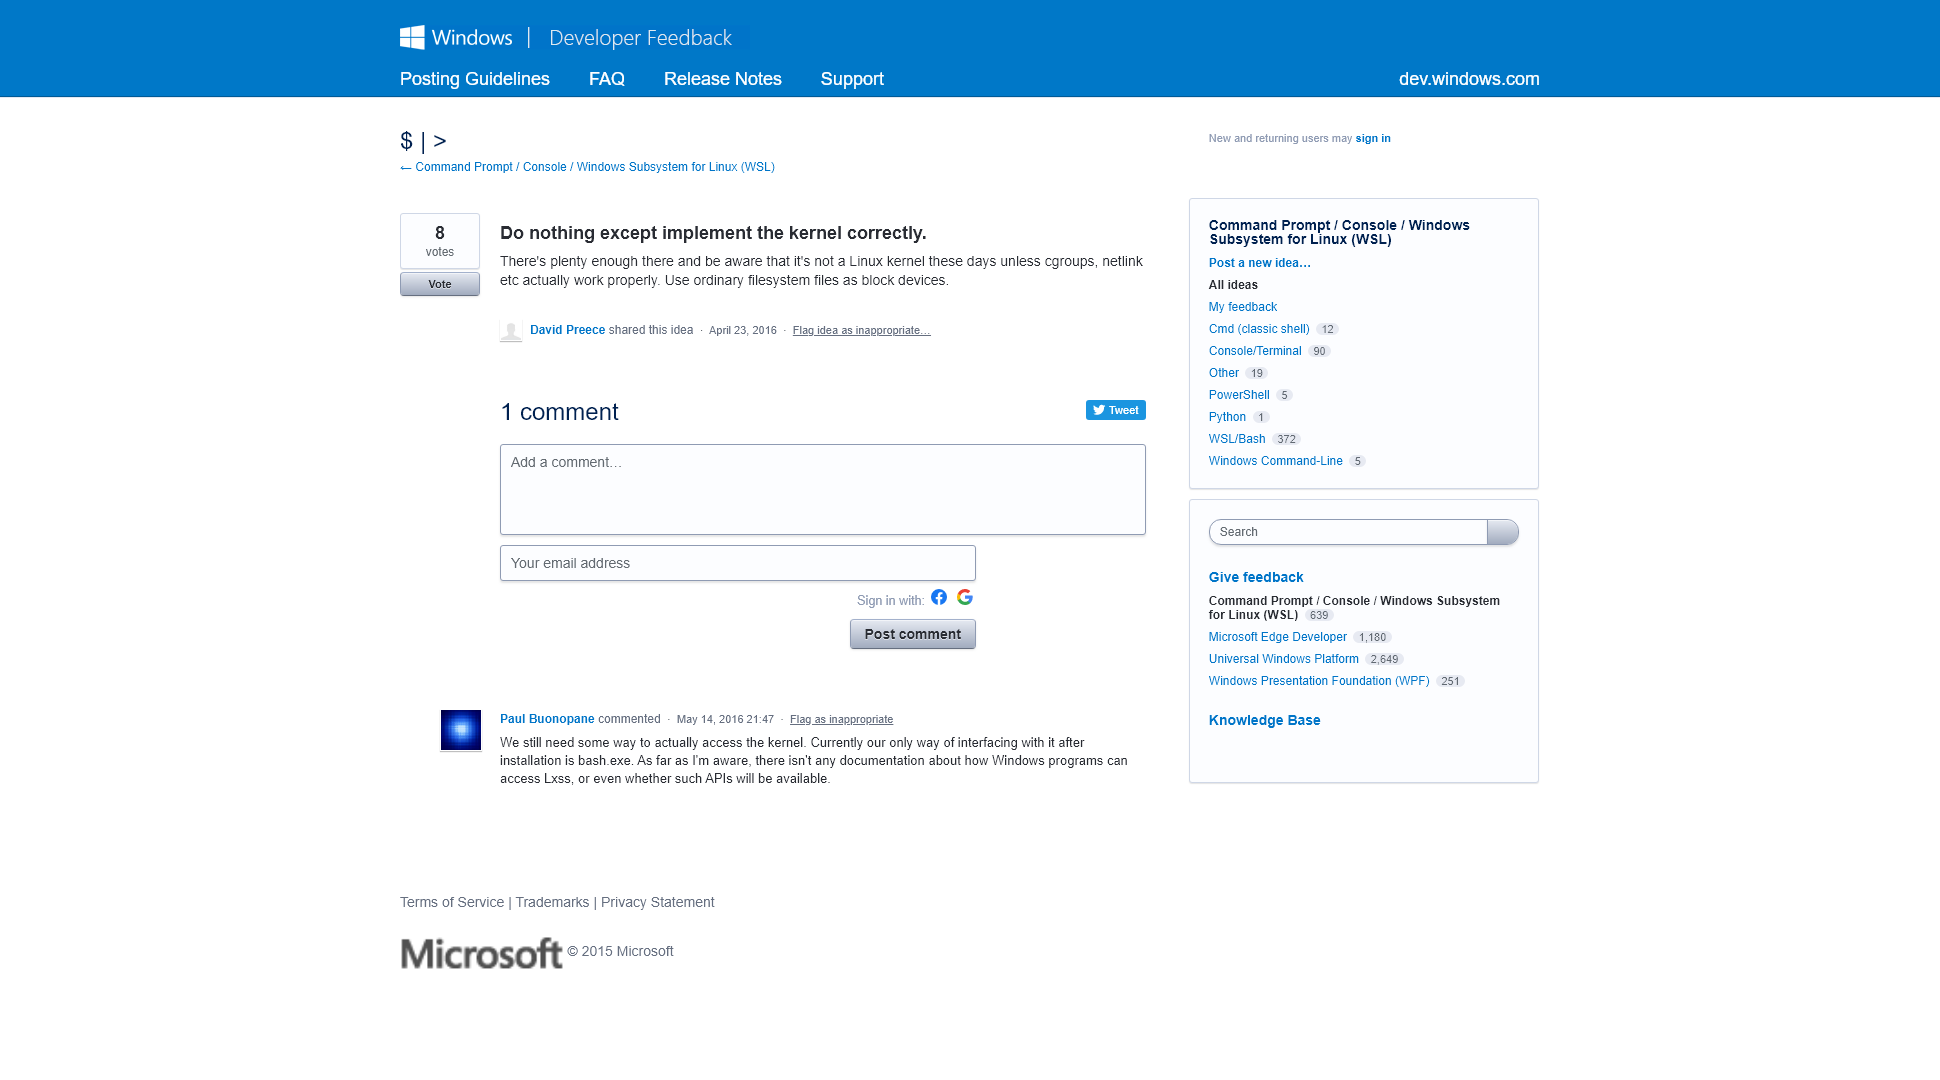 Windows | Developer Feedback
Posting Guidelines FAQ Release Notes Support dev.windows.com
$ | >
← Command Prompt / Console / Windows Subsystem for Linux (WSL)
New and returning users may sign in
8
votes
Vote
Do nothing except implement the kernel correctly.
There's plenty enough there and be aware that it's not a Linux kernel these days unless cgroups, netlink
etc actually work properly. Use ordinary filesystem files as block devices.
David Preece shared this idea · April 23, 2016 · Flag idea as inappropriate…
1 comment
Tweet
Add a comment…
Your email address
Sign in with:
Post comment
Paul Buonopane commented · May 14, 2016 21:47 · Flag as inappropriate
We still need some way to actually access the kernel. Currently our only way of interfacing with it after
installation is bash.exe. As far as I'm aware, there isn't any documentation about how Windows programs can
access Lxss, or even whether such APIs will be available.
Command Prompt / Console / Windows
Subsystem for Linux (WSL)
Post a new idea…
All ideas
My feedback
Cmd (classic shell) 12
Console/Terminal 90
Other 19
PowerShell 5
Python 1
WSL/Bash 372
Windows Command-Line 5
Search
Give feedback
Command Prompt / Console / Windows Subsystem
for Linux (WSL) 639
Microsoft Edge Developer 1,180
Universal Windows Platform 2,649
Windows Presentation Foundation (WPF) 251
Knowledge Base
Terms of Service | Trademarks | Privacy Statement
Microsoft © 2015 Microsoft